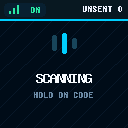 ON UNSENT 0
SCANNING
HOLD ON CODE